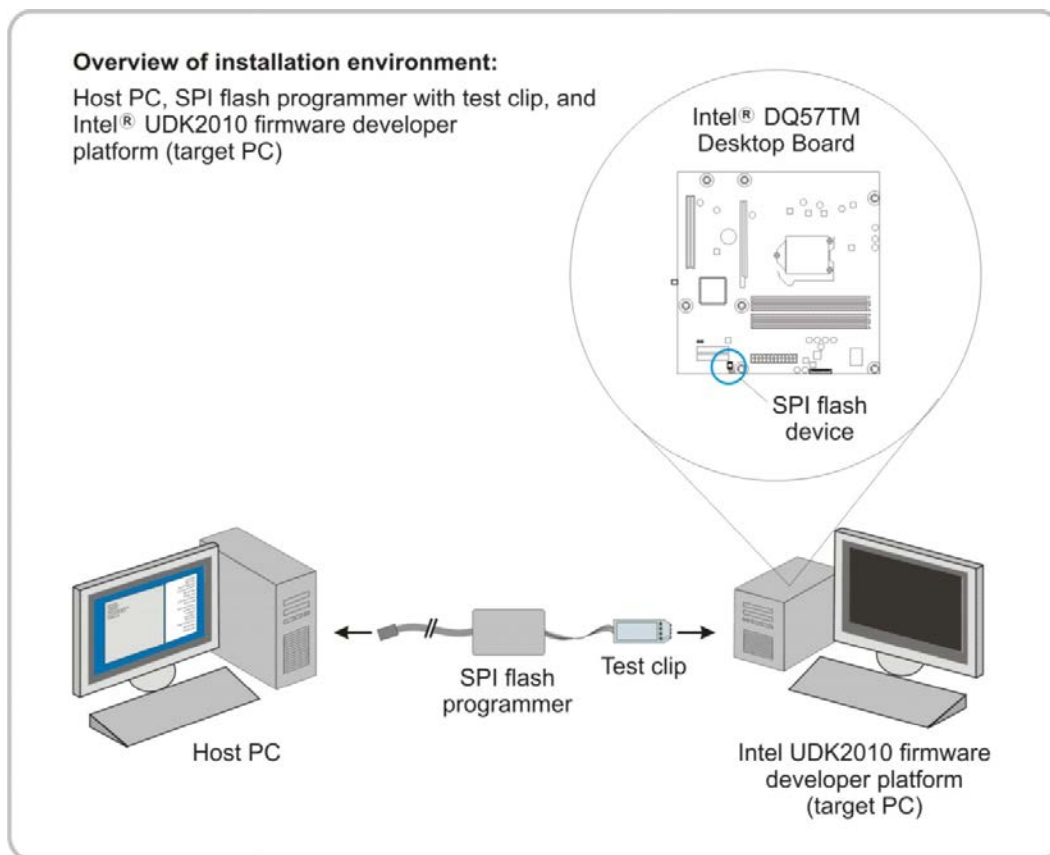 Overview of installation environment:
Host PC, SPI flash programmer with test clip, and
Intel® UDK2010 firmware developer
platform (target PC)
Intel® DQ57TM
Desktop Board
SPI flash
device
SPI flash
programmer
Test clip
Host PC
Intel UDK2010 firmware
developer platform
(target PC)